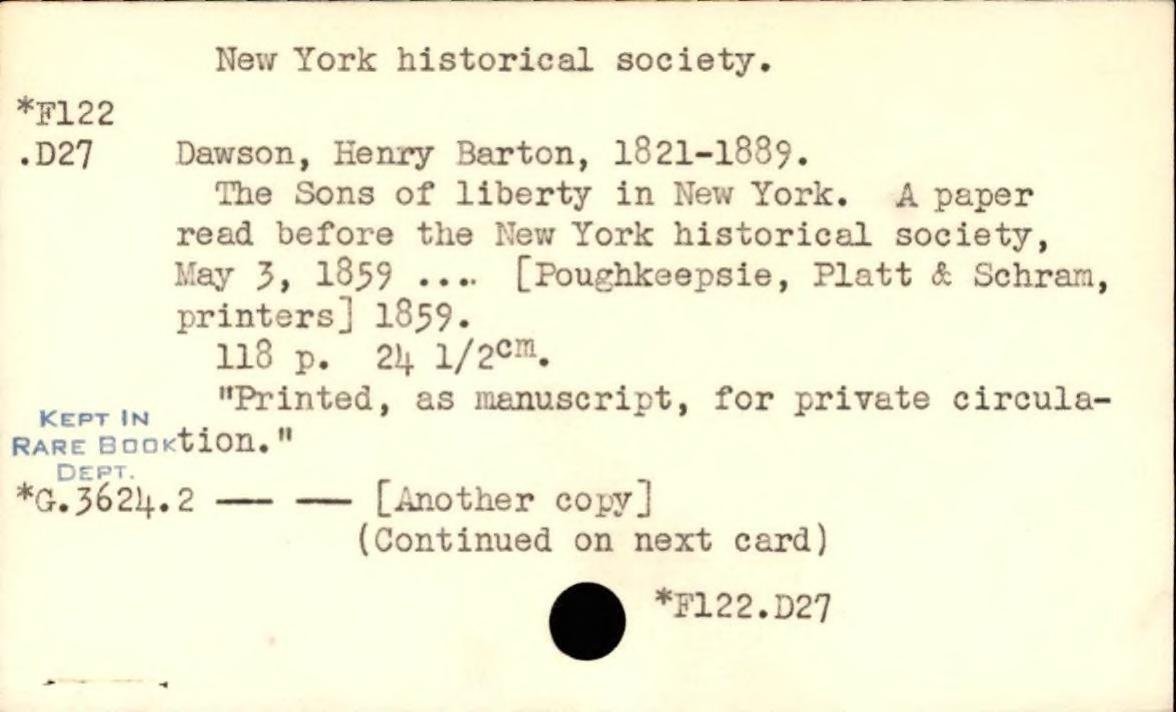 New York historical society.
*F122
.D27 Dawson, Henry Barton, 1821-1889.
The Sons of liberty in New York. A paper
read before the New York historical society,
May 3, 1859 .... [Poughkeepsie, Platt & Schram,
printers] 1859.
118 p. 24 1/2cm.
"Printed, as manuscript, for private circula-
KEPT IN
RARE BOOK tion."
DEPT.
*G.3624.2 — — [Another copy]
(Continued on next card)
*F122.D27